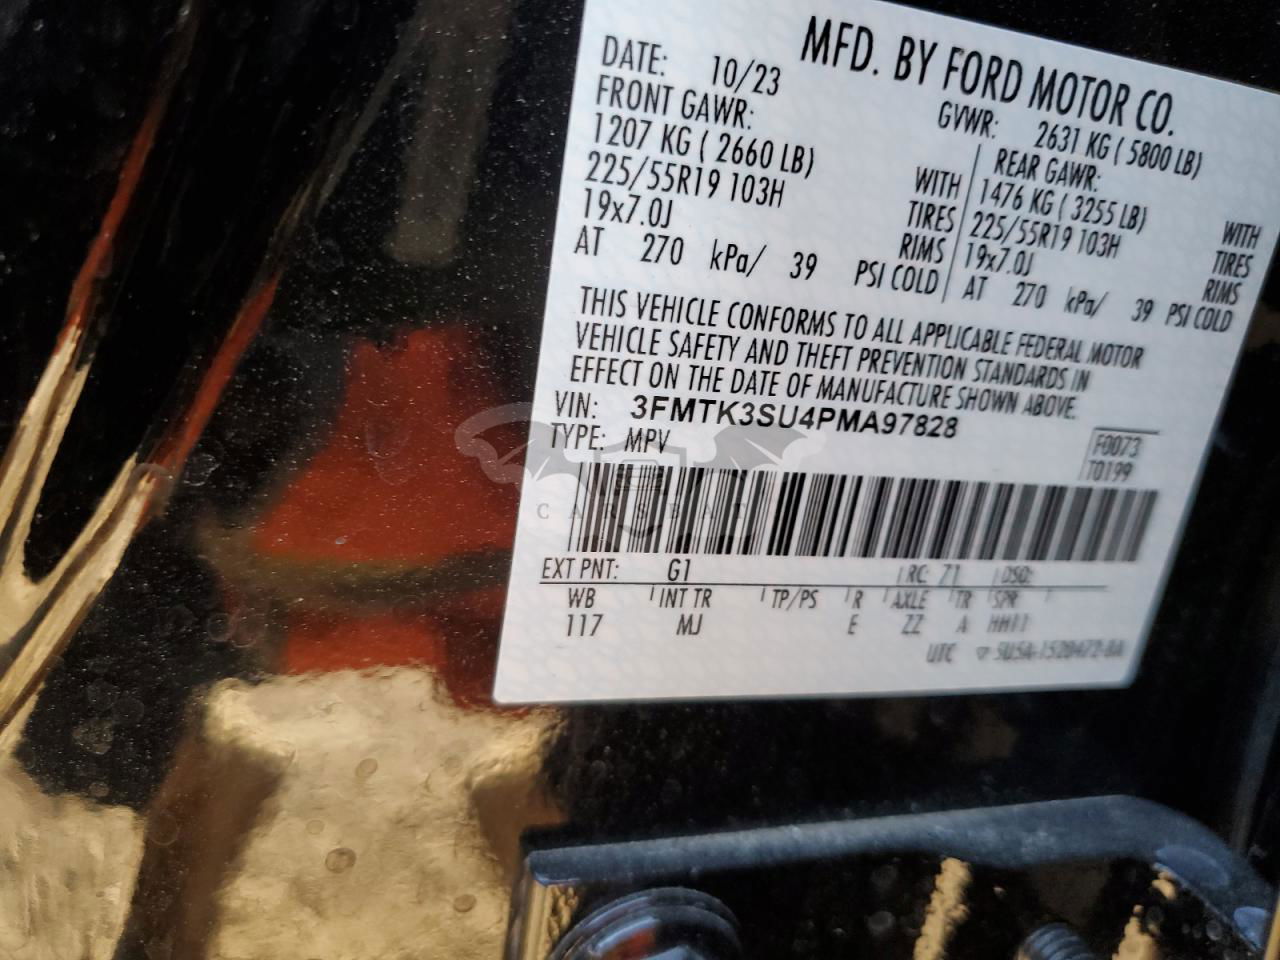 MFD. BY FORD MOTOR CO.
DATE: 10/23
GVWR: 2631 KG ( 5800 LB)
FRONT GAWR:
REAR GAWR:
1207 KG ( 2660 LB) WITH
1476 KG ( 3255 LB) WITH
225/55R19 103H TIRES
225/55R19 103H TIRES
19x7.0J RIMS
19x7.0J RIMS
AT 270 kPa/ 39 PSI COLD
AT 270 kPa/ 39 PSI COLD
THIS VEHICLE CONFORMS TO ALL APPLICABLE FEDERAL MOTOR
VEHICLE SAFETY AND THEFT PREVENTION STANDARDS IN
EFFECT ON THE DATE OF MANUFACTURE SHOWN ABOVE.
VIN: 3FMTK3SU4PMA97828
TYPE: MPV
F0073
T0199
CARSBAT
EXT PNT: G1 RC: 71 DSO:
WB INT TR TP/PS R AXLE TR SPR
117 MJ E ZZ A HH11
UTC